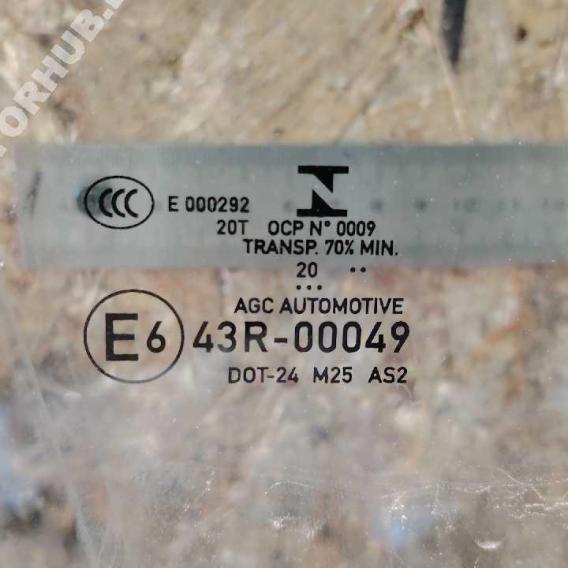 CCC E 000292
20T OCP N° 0009
TRANSP. 70% MIN.
20 ..
...
AGC AUTOMOTIVE
E6 43R-00049
DOT-24 M25 AS2